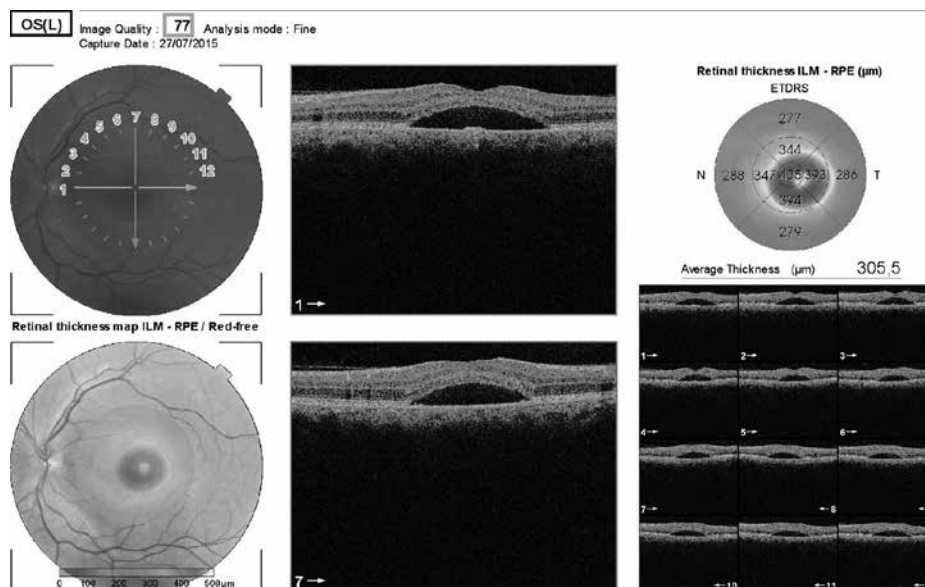 OS(L) Image Quality : 77 Analysis mode : Fine
Capture Date : 27/07/2015
7
6 8
5 9
4 10
3 11
2 12
1
Retinal thickness map ILM - RPE / Red-free
0 100 200 300 400 500µm
1
7
Retinal thickness ILM - RPE (µm)
ETDRS
277
344
N 288 347 405 393 286 T
394
279
Average Thickness (µm) 305,5
1 2 3
4 5 6
7 8
10 11